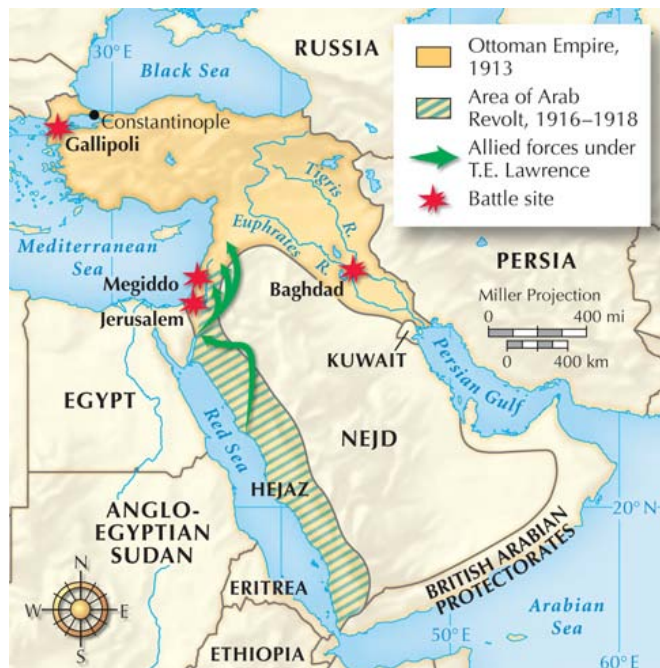 30° E
RUSSIA
Black Sea
Constantinople
Gallipoli
Ottoman Empire,
1913
Area of Arab
Revolt, 1916–1918
Allied forces under
T.E. Lawrence
Battle site
Tigris R.
Euphrates R.
Mediterranean
Sea
Megiddo
Jerusalem
Baghdad
PERSIA
Miller Projection
0 400 mi
0 400 km
KUWAIT
Persian Gulf
EGYPT
Red Sea
NEJD
HEJAZ
20° N
ANGLO-
EGYPTIAN
SUDAN
BRITISH ARABIAN
PROTECTORATES
ERITREA
Arabian
Sea
N
W E
S
ETHIOPIA
50° E
60° E